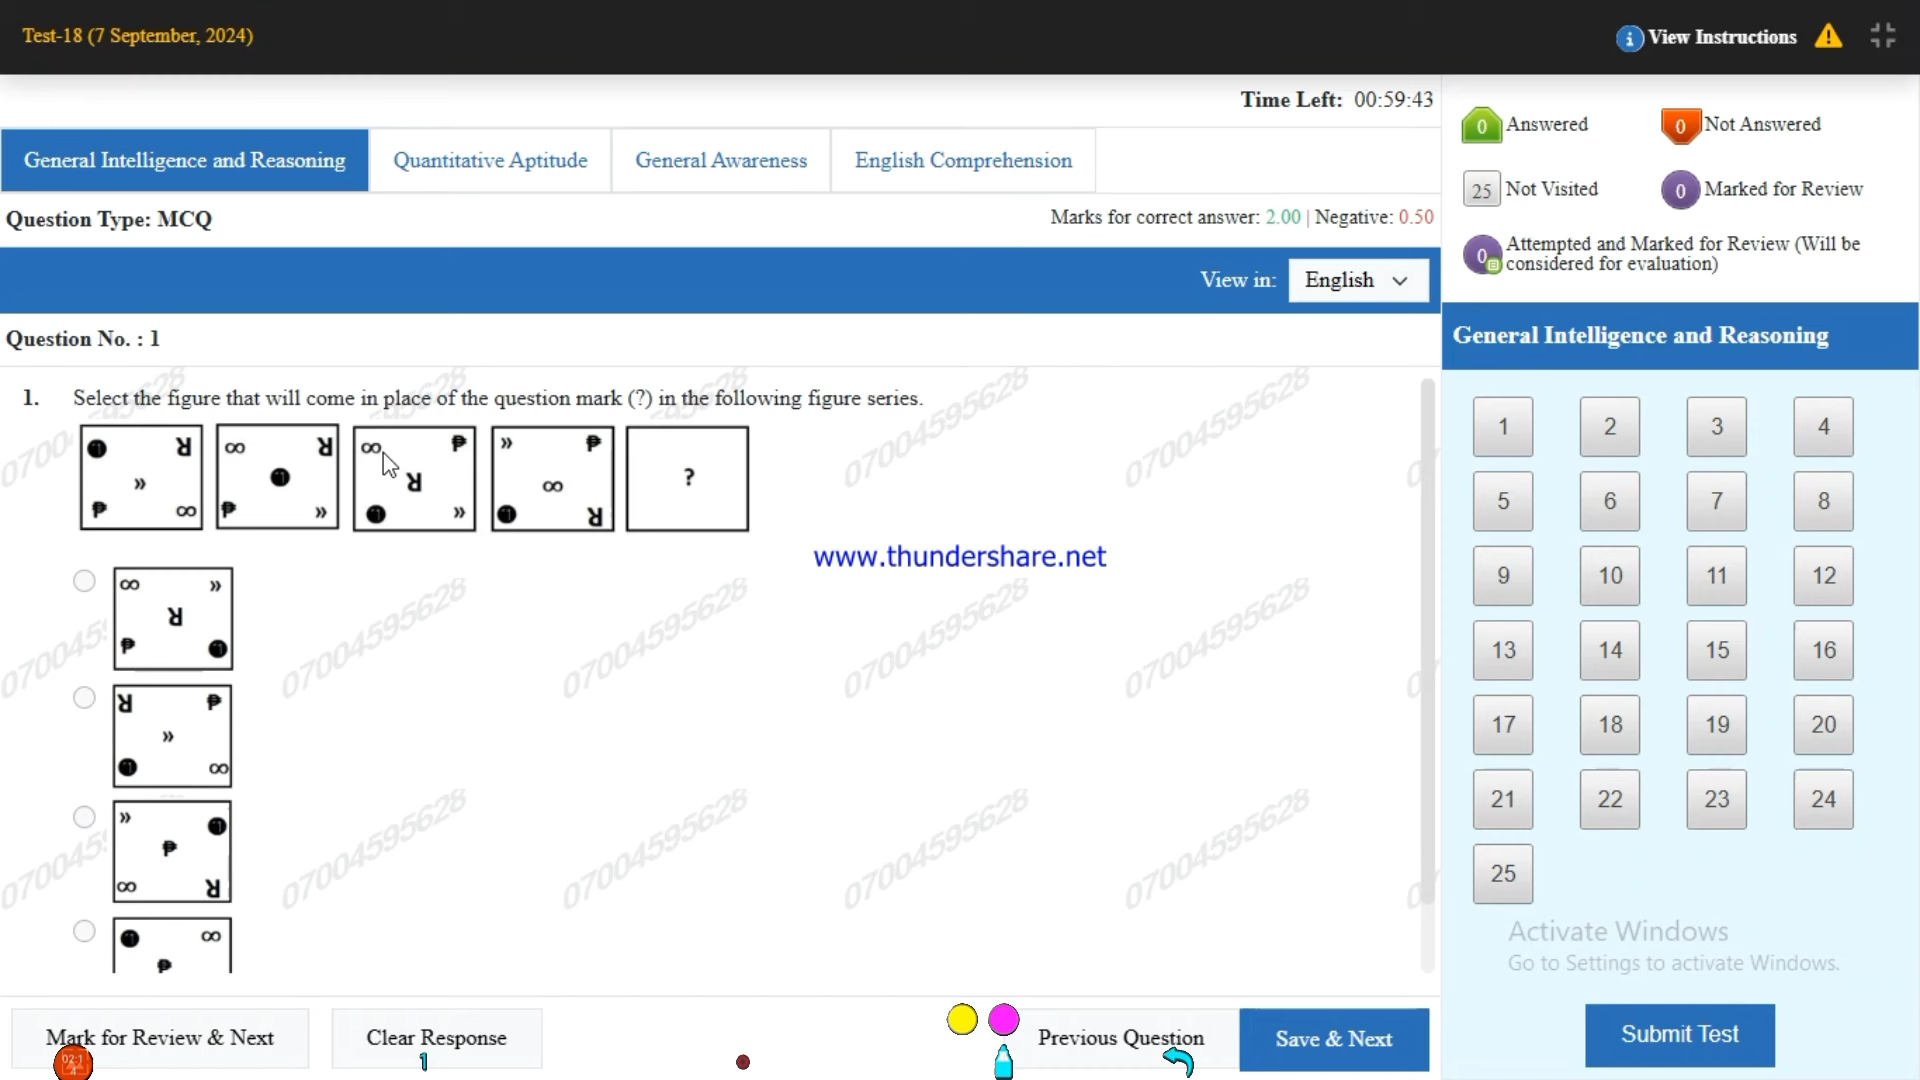 Test-18 (7 September, 2024)
View Instructions
Time Left: 00:59:43
General Intelligence and Reasoning
Quantitative Aptitude
General Awareness
English Comprehension
Question Type: MCQ
Marks for correct answer: 2.00 | Negative: 0.50
View in: English
Question No. : 1
1. Select the figure that will come in place of the question mark (?) in the following figure series.
?
www.thundershare.net
07004595628
Mark for Review & Next
Clear Response
Previous Question
Save & Next
02:1
4
1
0 Answered
0 Not Answered
25 Not Visited
0 Marked for Review
0 Attempted and Marked for Review (Will be
considered for evaluation)
General Intelligence and Reasoning
1 2 3 4
5 6 7 8
9 10 11 12
13 14 15 16
17 18 19 20
21 22 23 24
25
Activate Windows
Go to Settings to activate Windows.
Submit Test